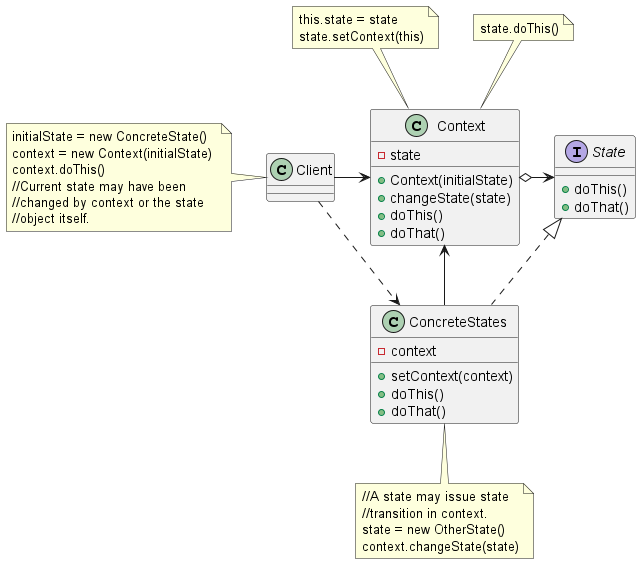 this.state = state
state.setContext(this)
state.doThis()
initialState = new ConcreteState()
context = new Context(initialState)
context.doThis()
//Current state may have been
//changed by context or the state
//object itself.
C Client
C Context
state
Context(initialState)
changeState(state)
doThis()
doThat()
I State
doThis()
doThat()
C ConcreteStates
context
setContext(context)
doThis()
doThat()
//A state may issue state
//transition in context.
state = new OtherState()
context.changeState(state)